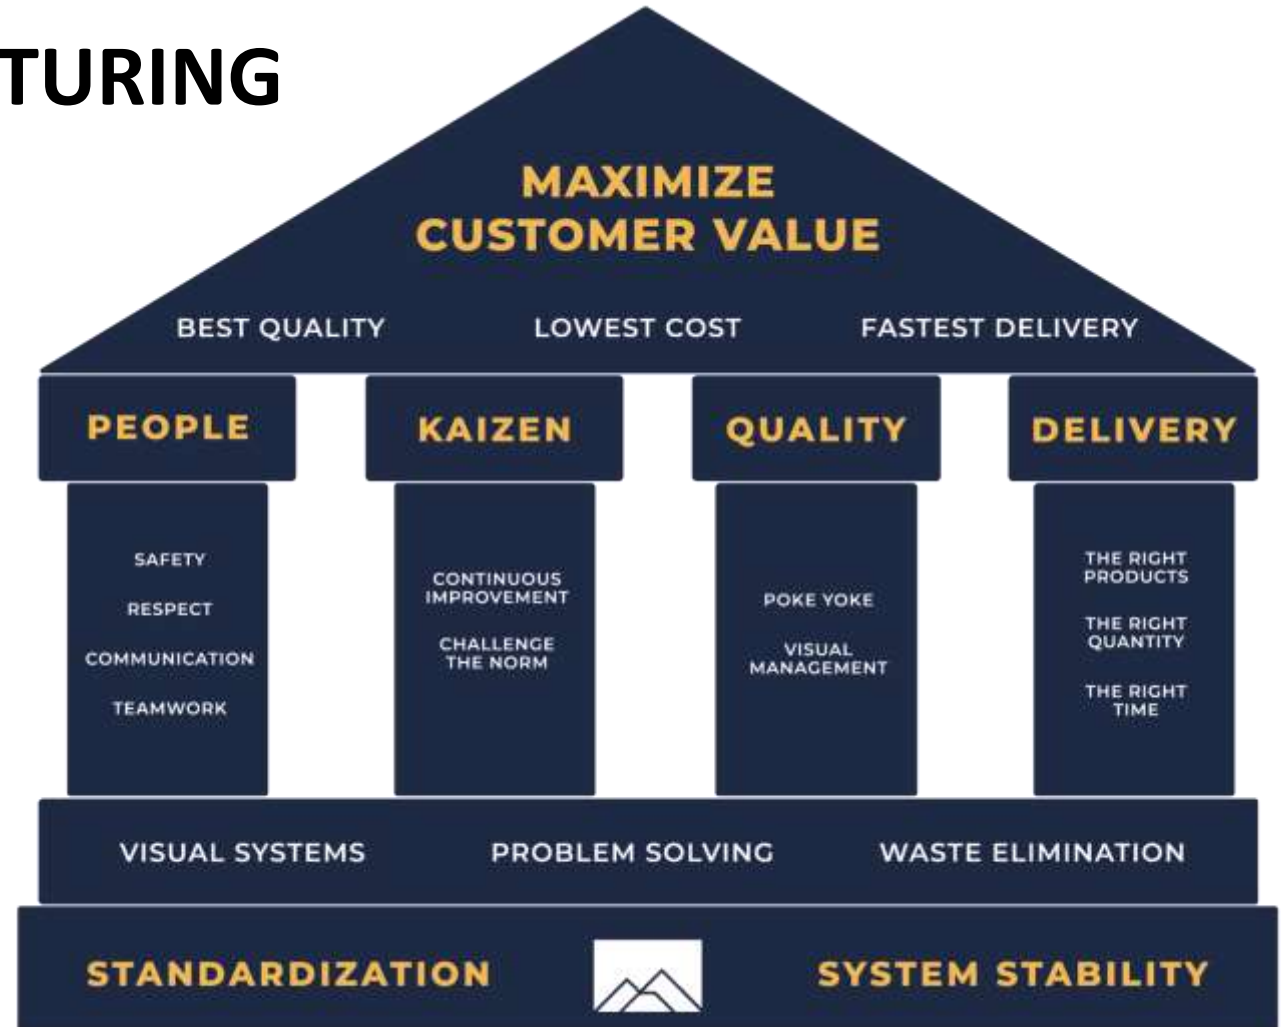 TURING
MAXIMIZE
CUSTOMER VALUE
BEST QUALITY LOWEST COST FASTEST DELIVERY
PEOPLE KAIZEN QUALITY DELIVERY
SAFETY
RESPECT
COMMUNICATION
TEAMWORK
CONTINUOUS
IMPROVEMENT
CHALLENGE
THE NORM
POKE YOKE
VISUAL
MANAGEMENT
THE RIGHT
PRODUCTS
THE RIGHT
QUANTITY
THE RIGHT
TIME
VISUAL SYSTEMS PROBLEM SOLVING WASTE ELIMINATION
STANDARDIZATION SYSTEM STABILITY